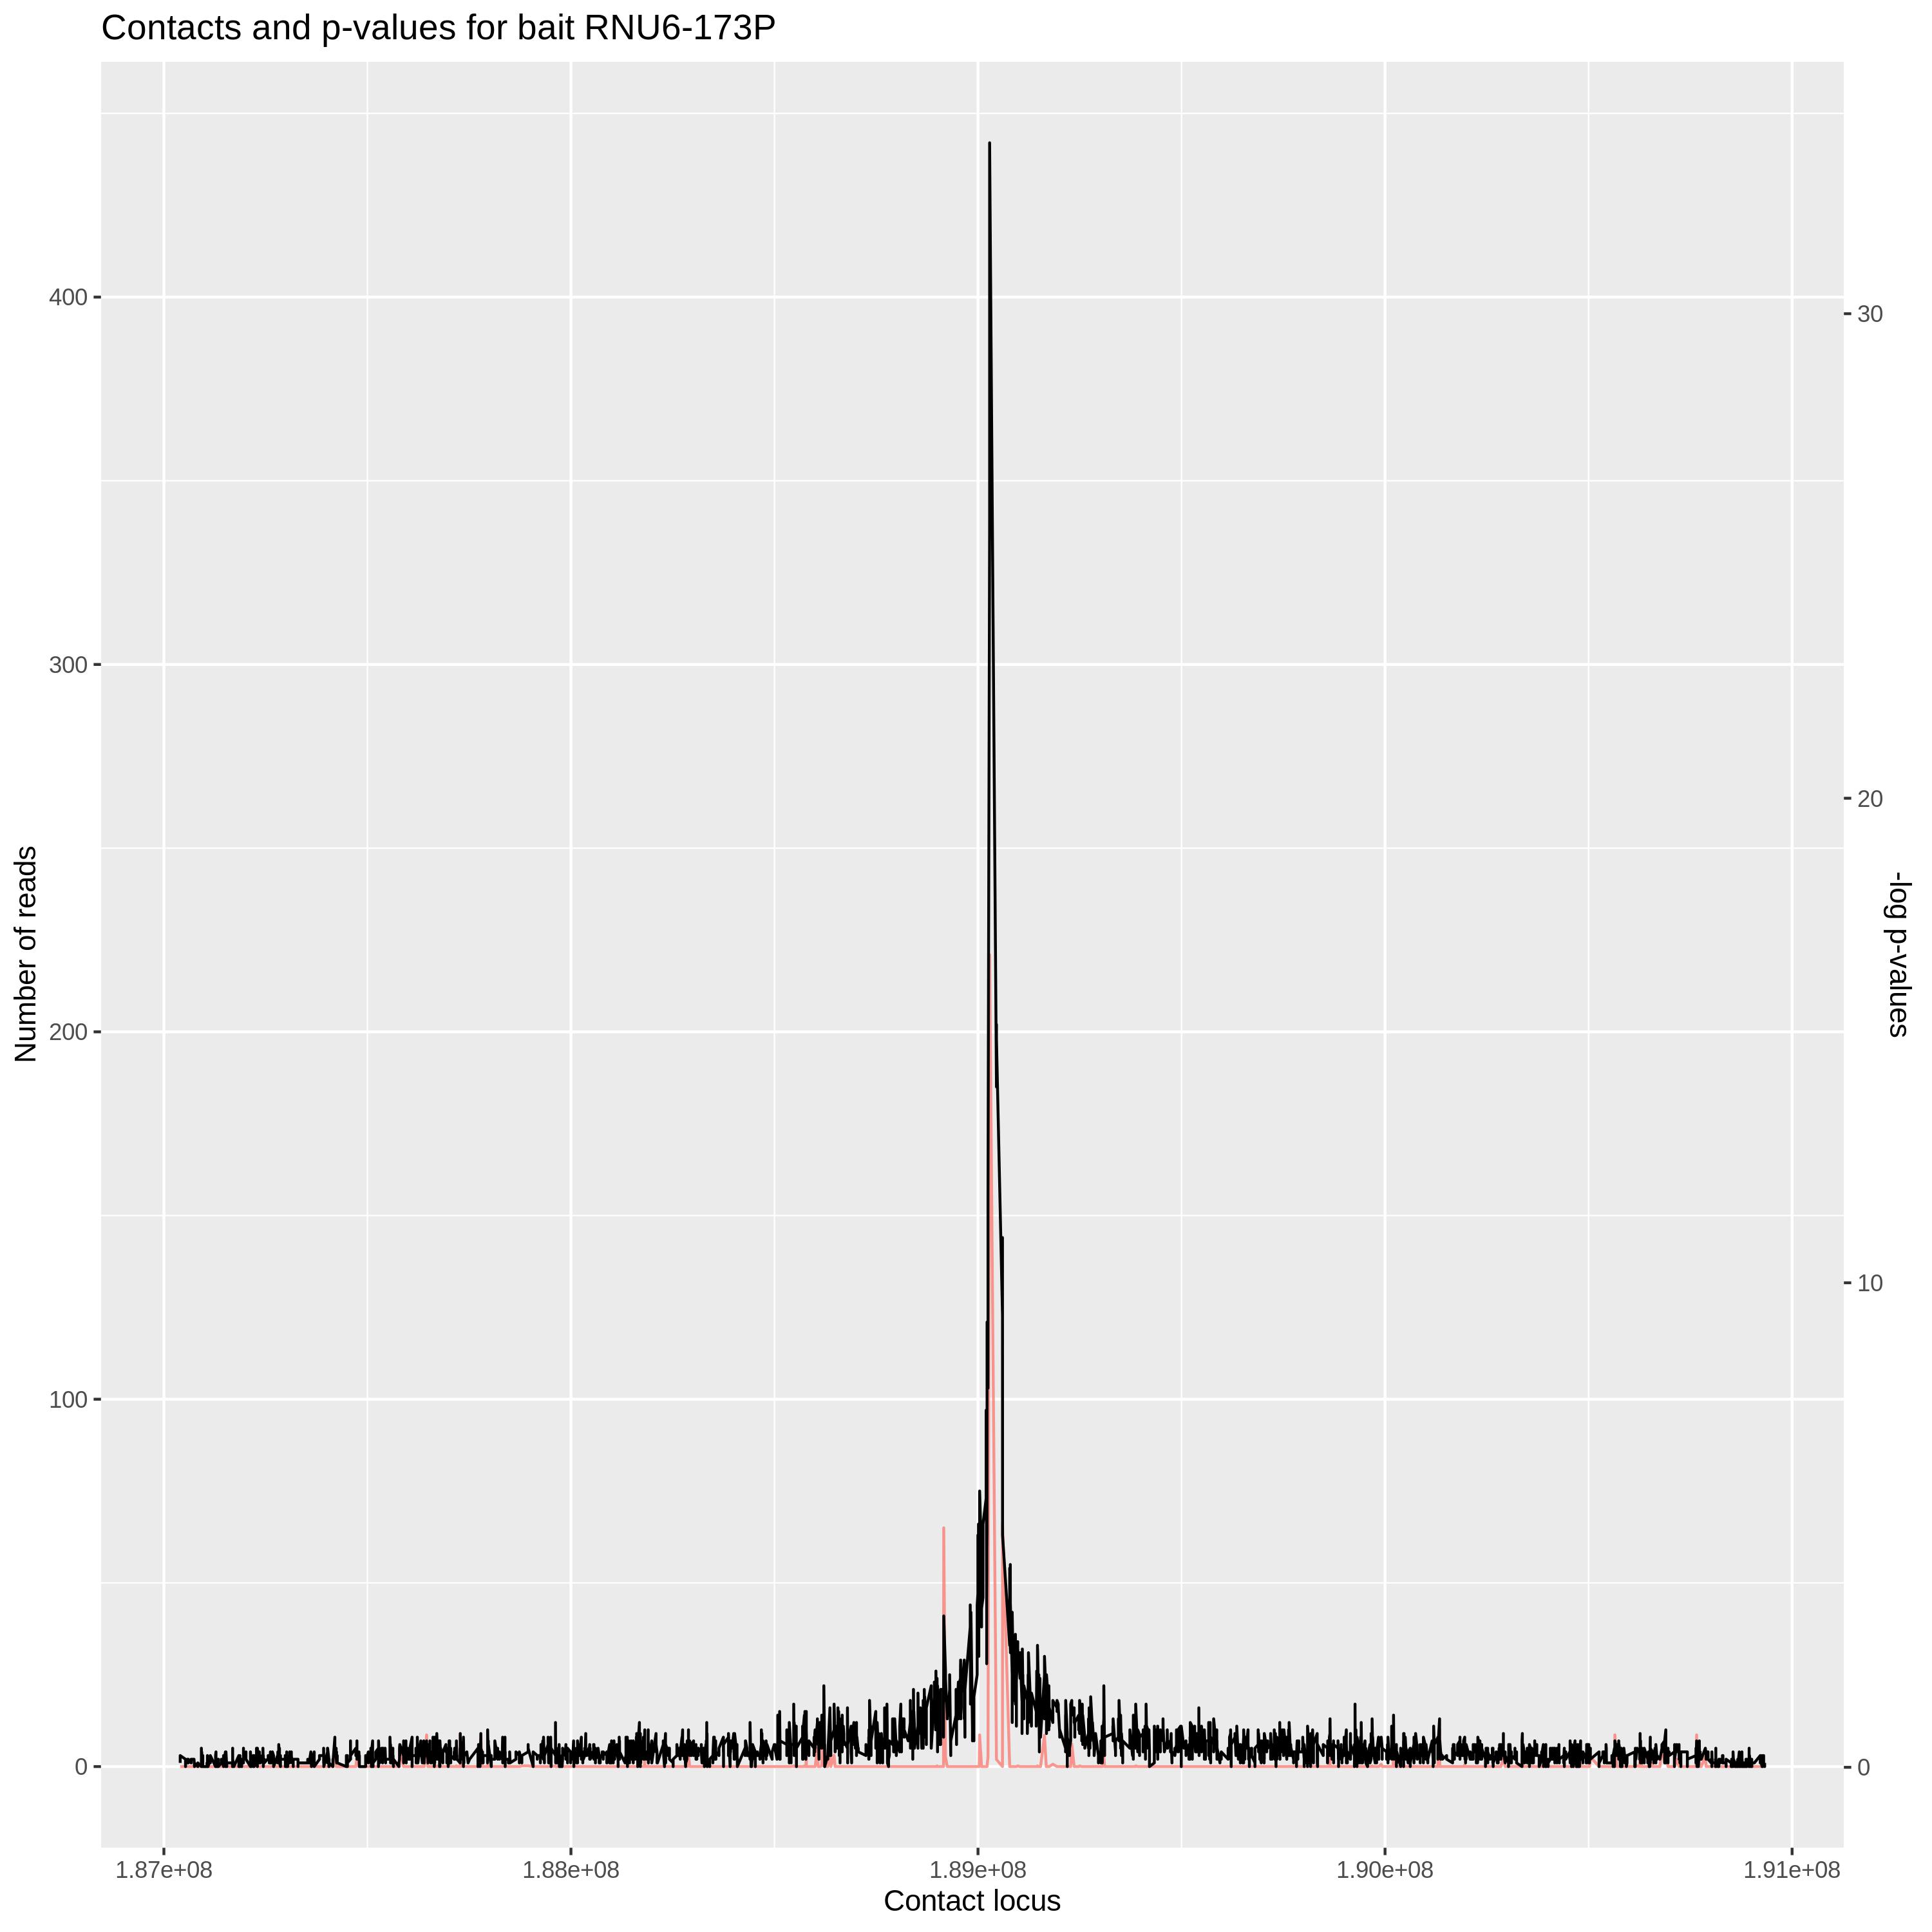 Contacts and p-values for bait RNU6-173P
400
300
200
100
0
Number of reads
30
20
10
0
-log p-values
1.87e+08 1.88e+08 1.89e+08 1.90e+08 1.91e+08
Contact locus